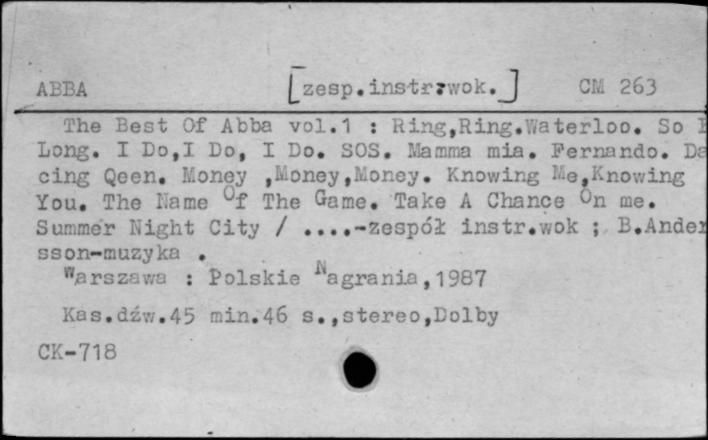 ABBA [zesp.instr.wok.] CM 263
The Best Of Abba vol.1 : Ring,Ring.Waterloo. So
Long. I Do,I Do, I Do. SOS. Mamma mia. Fernando. Da
cing Qeen. Money ,Money,Money. Knowing Me,Knowing
You. The Name Of The Game. Take A Chance On me.
Summer Night City / ....-zespół instr.wok ; B.Ander
sson-muzyka .
Warszawa : Polskie Nagrania,1987
Kas.dźw.45 min.46 s.,stereo,Dolby
CK-718